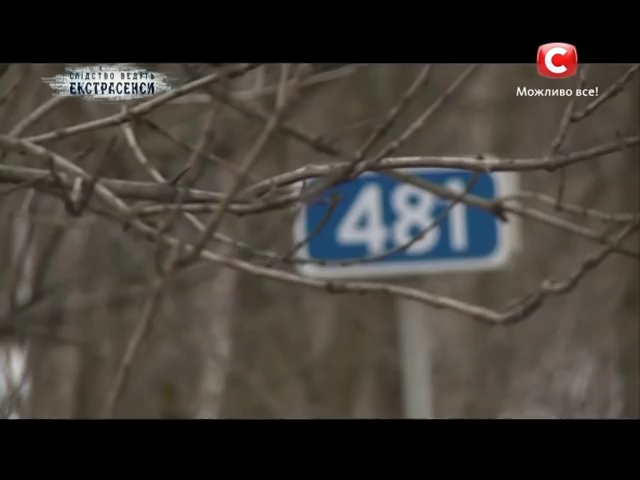 СЛІДСТВО ВЕДУТЬ
ЕКСТРАСЕНСИ
С
Можливо все!
481